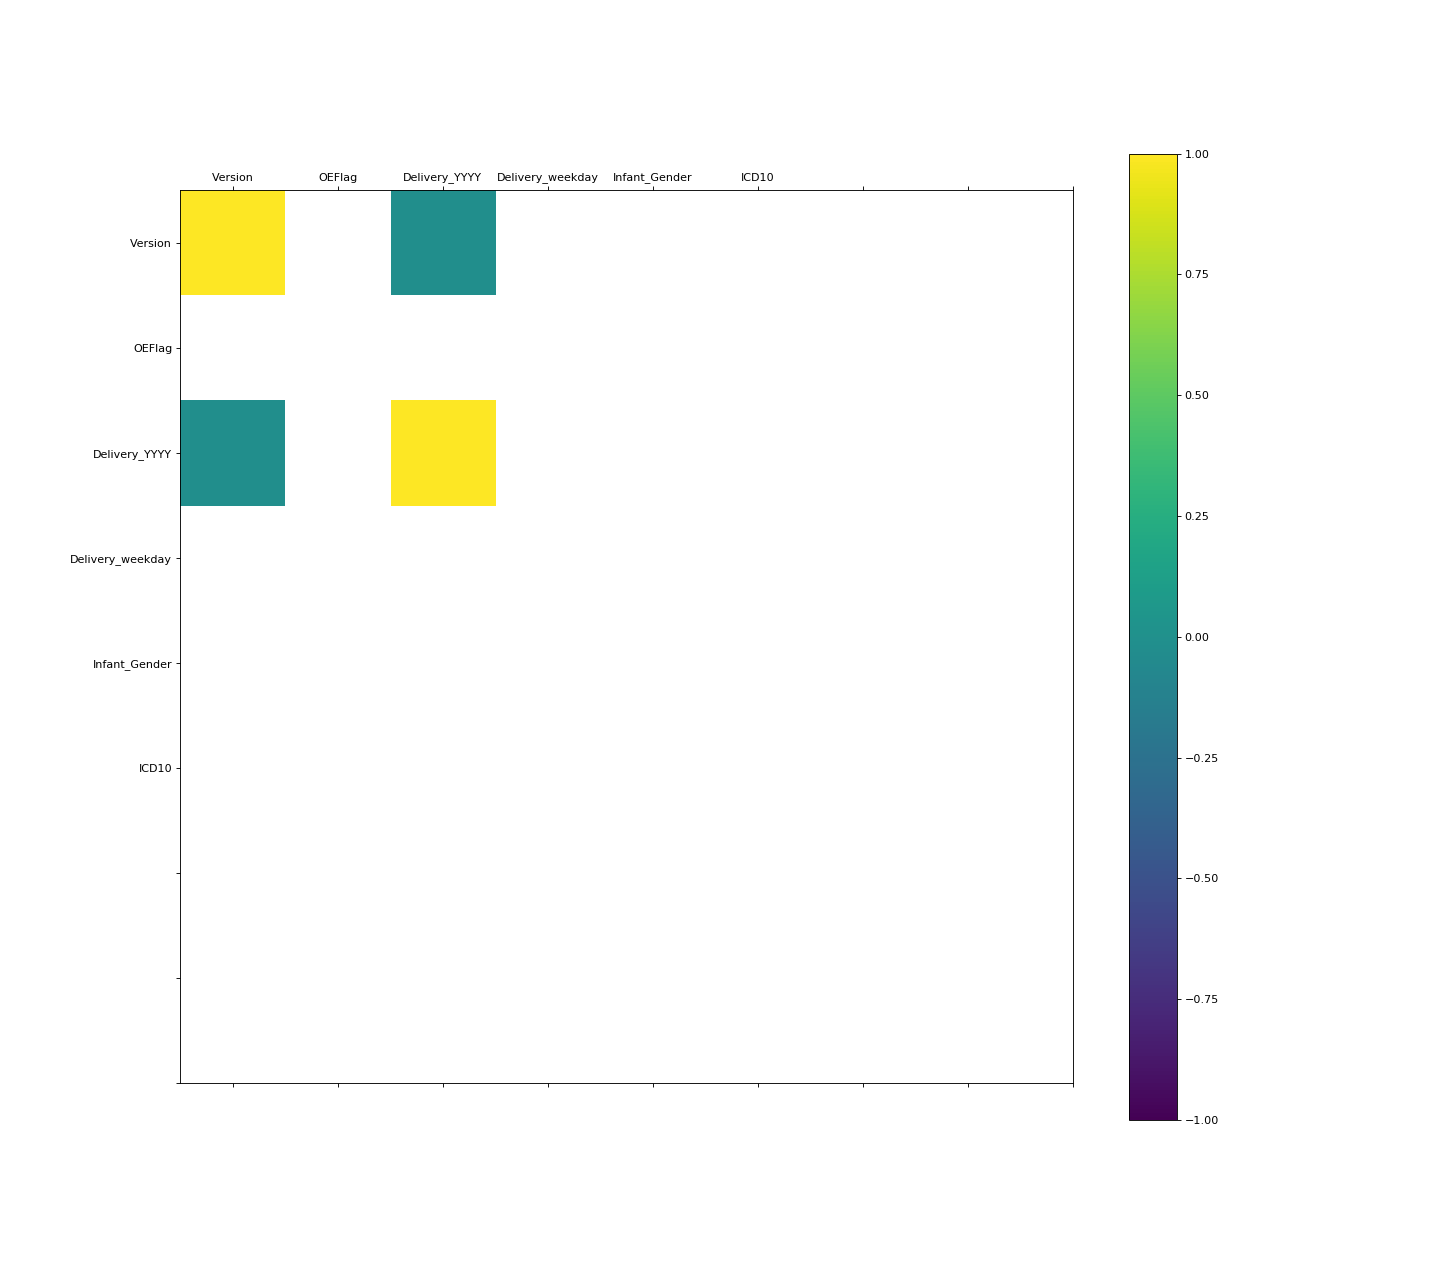 Version OEFlag Delivery_YYYY Delivery_weekday Infant_Gender ICD10
Version
OEFlag
Delivery_YYYY
Delivery_weekday
Infant_Gender
ICD10
1.00
0.75
0.50
0.25
0.00
−0.25
−0.50
−0.75
−1.00